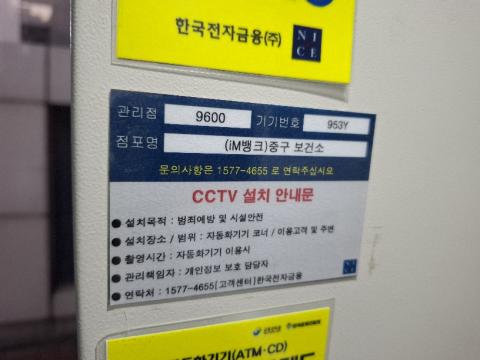 한국전자금융(주)
NICE
관리점 9600 기기번호 953Y
점포명 (iM뱅크)중구 보건소
문의사항은 1577-4655 로 연락주십시요
CCTV 설치 안내문
● 설치목적 : 범죄예방 및 시설안전
● 설치장소 / 범위 : 자동화기기 코너 / 이용고객 및 주변
● 촬영시간 : 자동화기기 이용시
● 관리책임자 : 개인정보 보호 담당자
● 연락처 : 1577-4655[고객센터]한국전자금융
(ATM·CD)